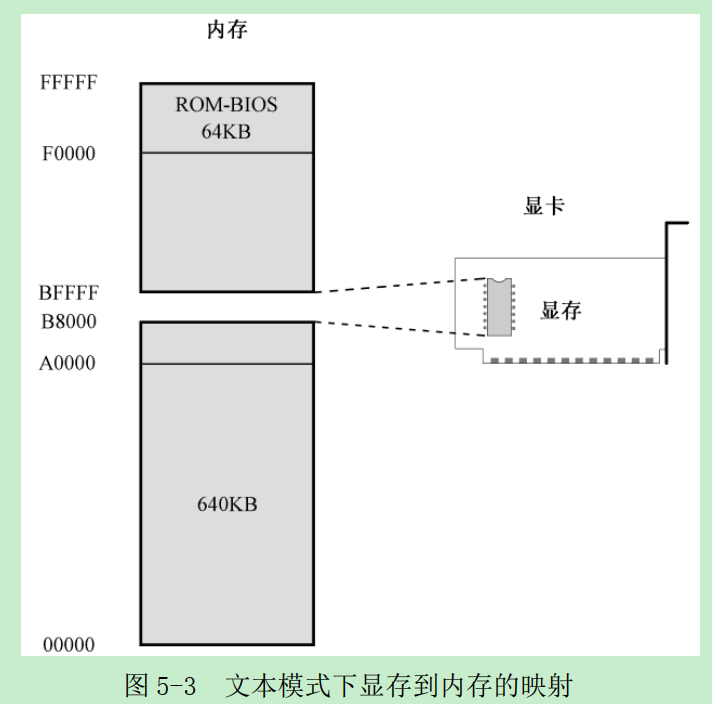 内存
FFFFF
ROM-BIOS
64KB
F0000
显卡
BFFFF
显存
B8000
A0000
640KB
00000
图 5-3 文本模式下显存到内存的映射